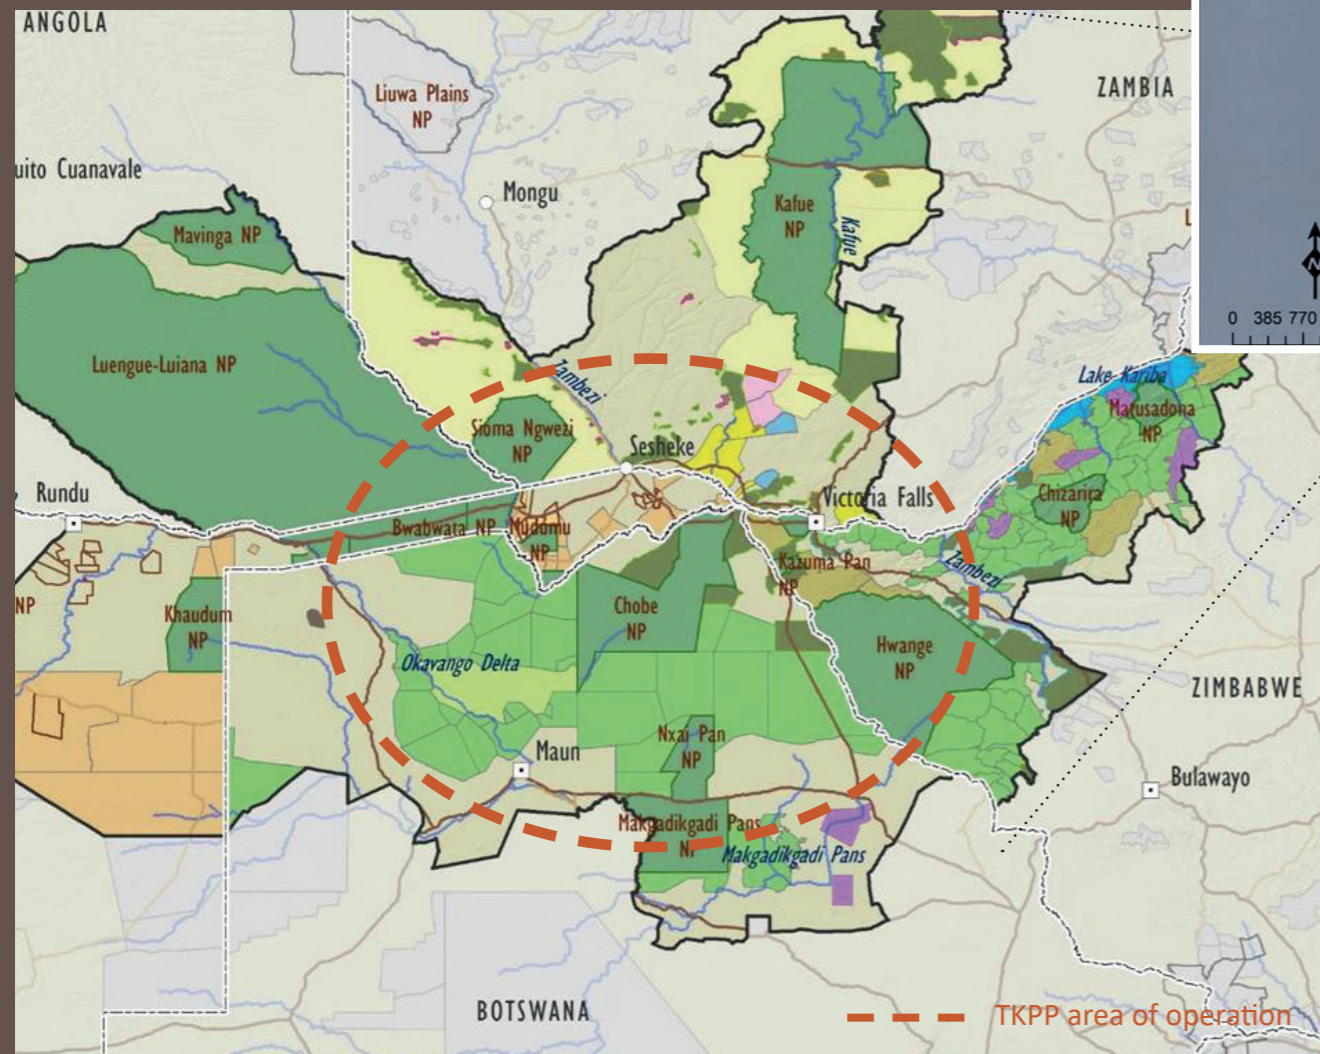 ANGOLA
ZAMBIA
Liuwa Plains
NP
uito Cuanavale
Mongu
Mavinga NP
Kafue
NP
Kafue
L
N
0 385 770
Luengue-Luiana NP
Zambezi
Lake Kariba
Matusadona
NP
Sioma Ngwezi
NP
Sesheke
Rundu
Victoria Falls
Chizarira
NP
Bwabwata NP
Mudumu
NP
Kazuma Pan
NP
Zambezi
NP
Khaudum
NP
Chobe
NP
Hwange
NP
Okavango Delta
ZIMBABWE
Nxai Pan
NP
Maun
Bulawayo
Makgadikgadi Pans
NP
Makgadikgadi Pans
BOTSWANA
TKPP area of operation